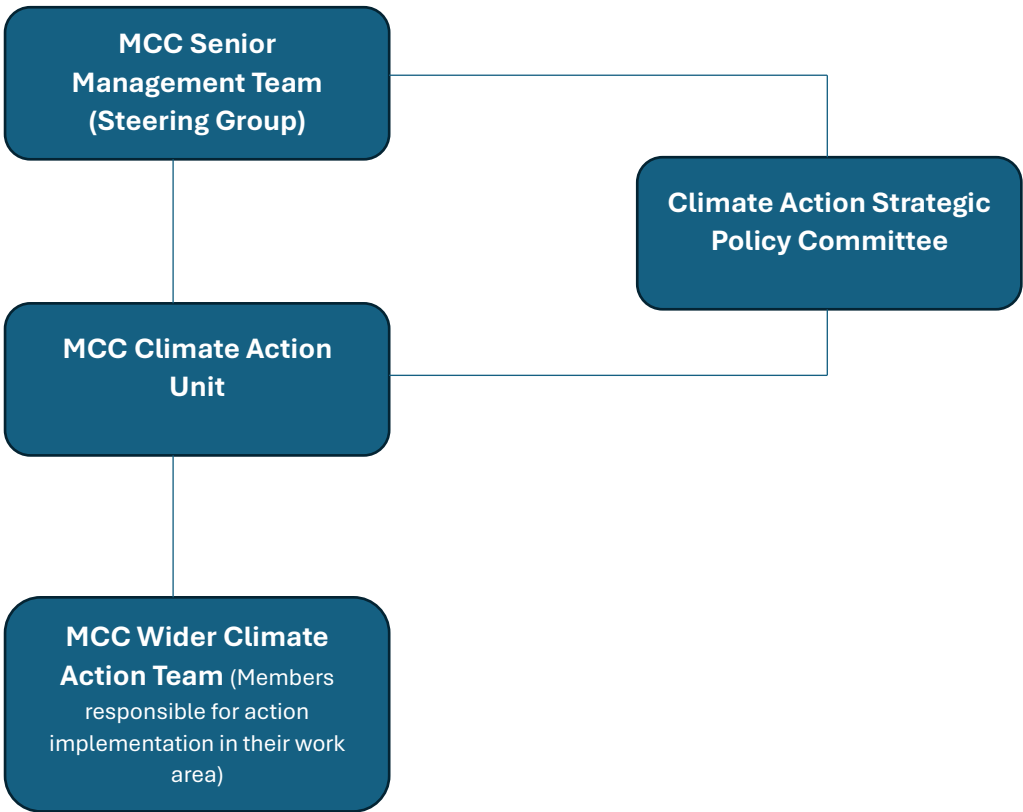 MCC Senior
Management Team
(Steering Group)
Climate Action Strategic
Policy Committee
MCC Climate Action
Unit
MCC Wider Climate
Action Team (Members
responsible for action
implementation in their work
area)